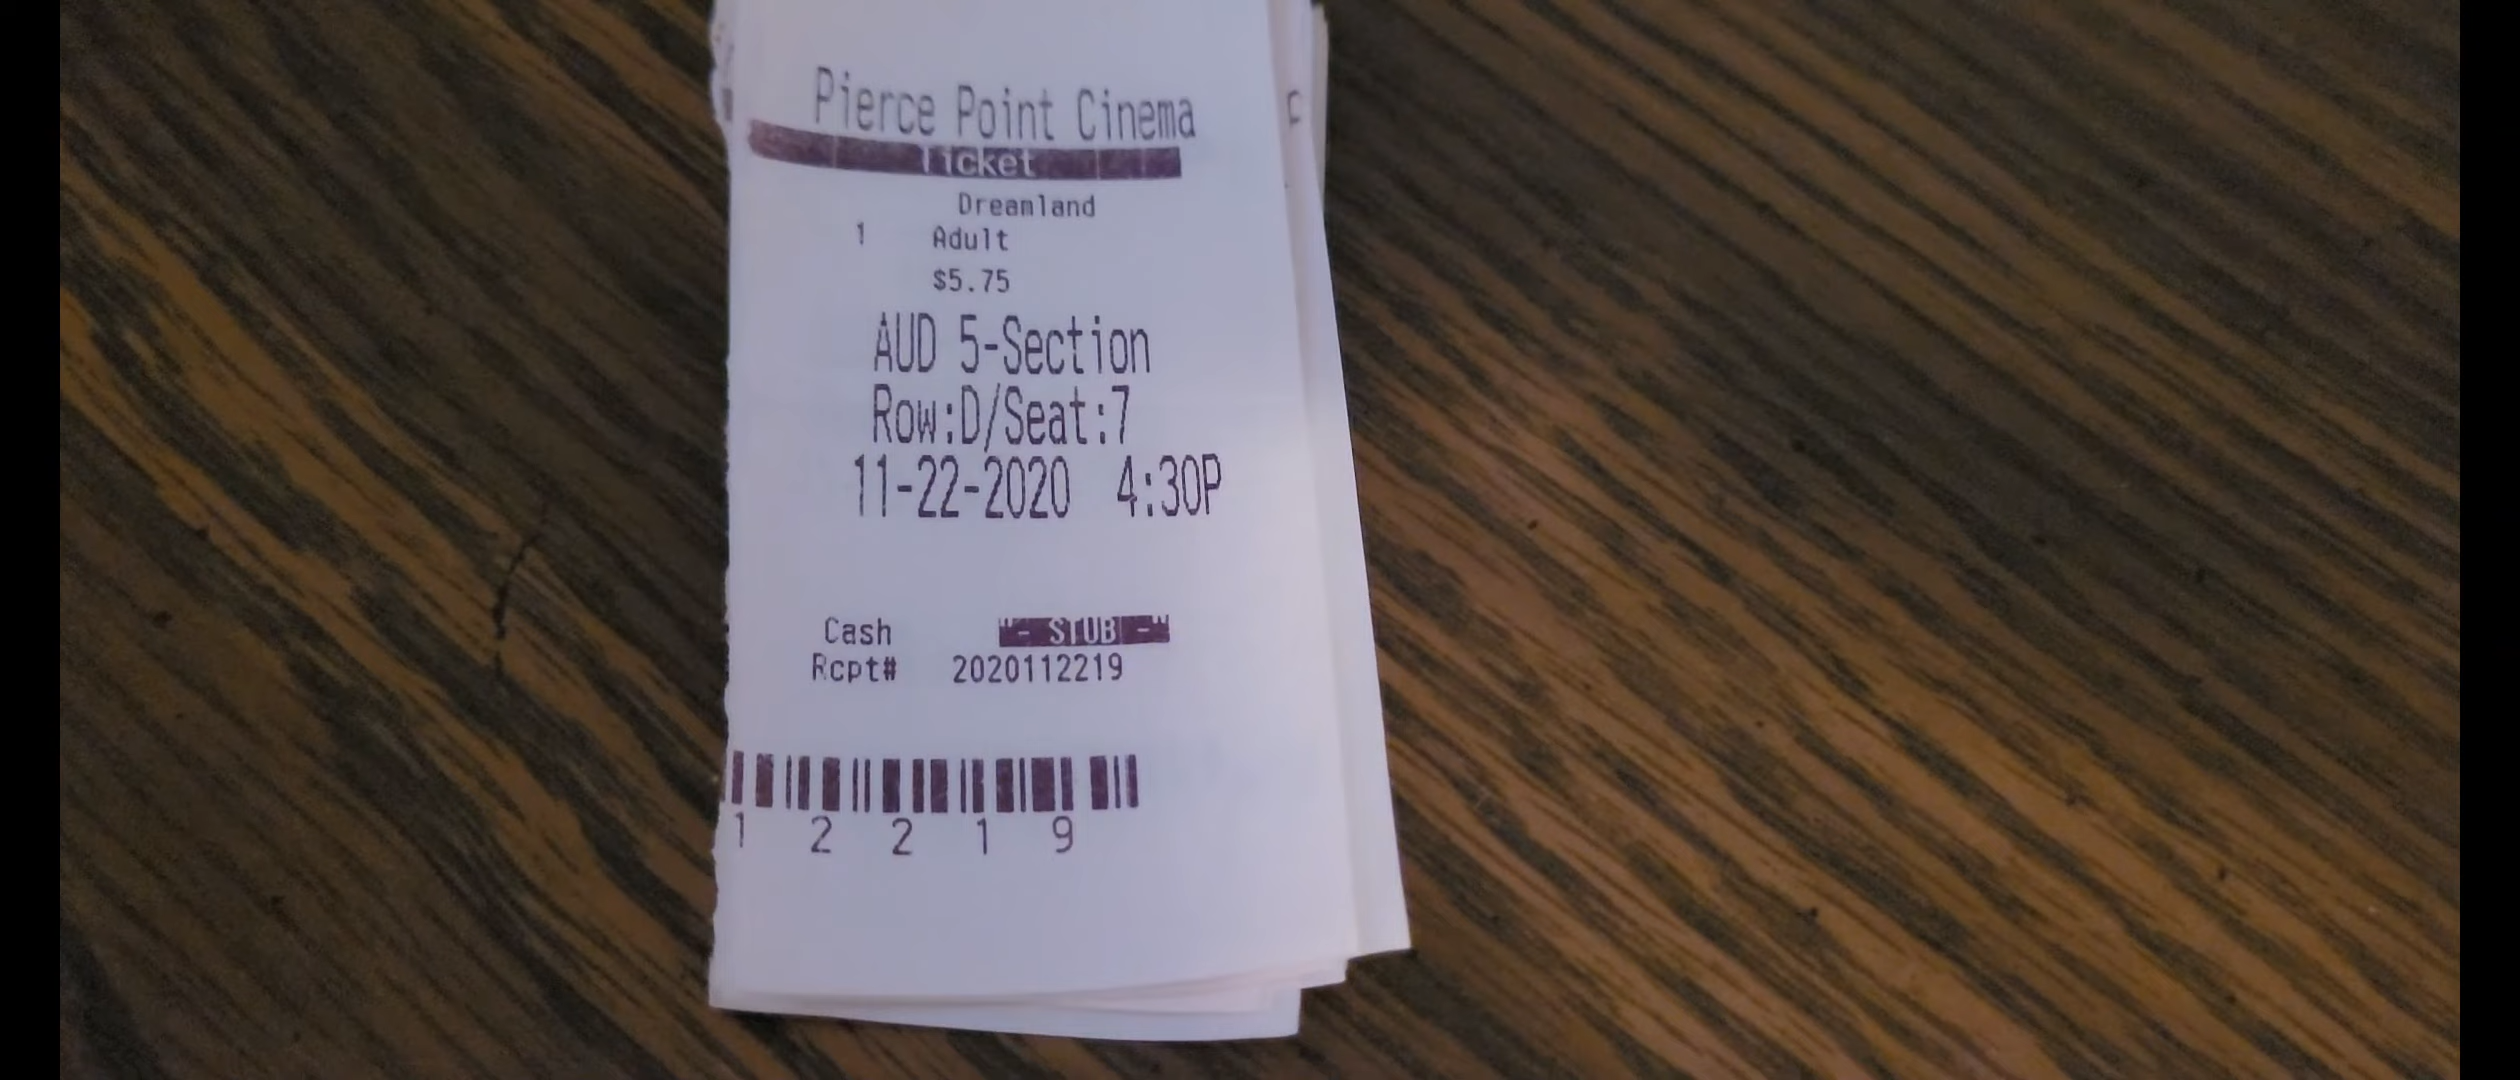 Pierce Point Cinema
Ticket
Dreamland
1 Adult
$5.75
AUD 5-Section
Row:D/Seat:7
11-22-2020 4:30P
Cash "- STUB -"
Rcpt# 2020112219
1 2 2 1 9